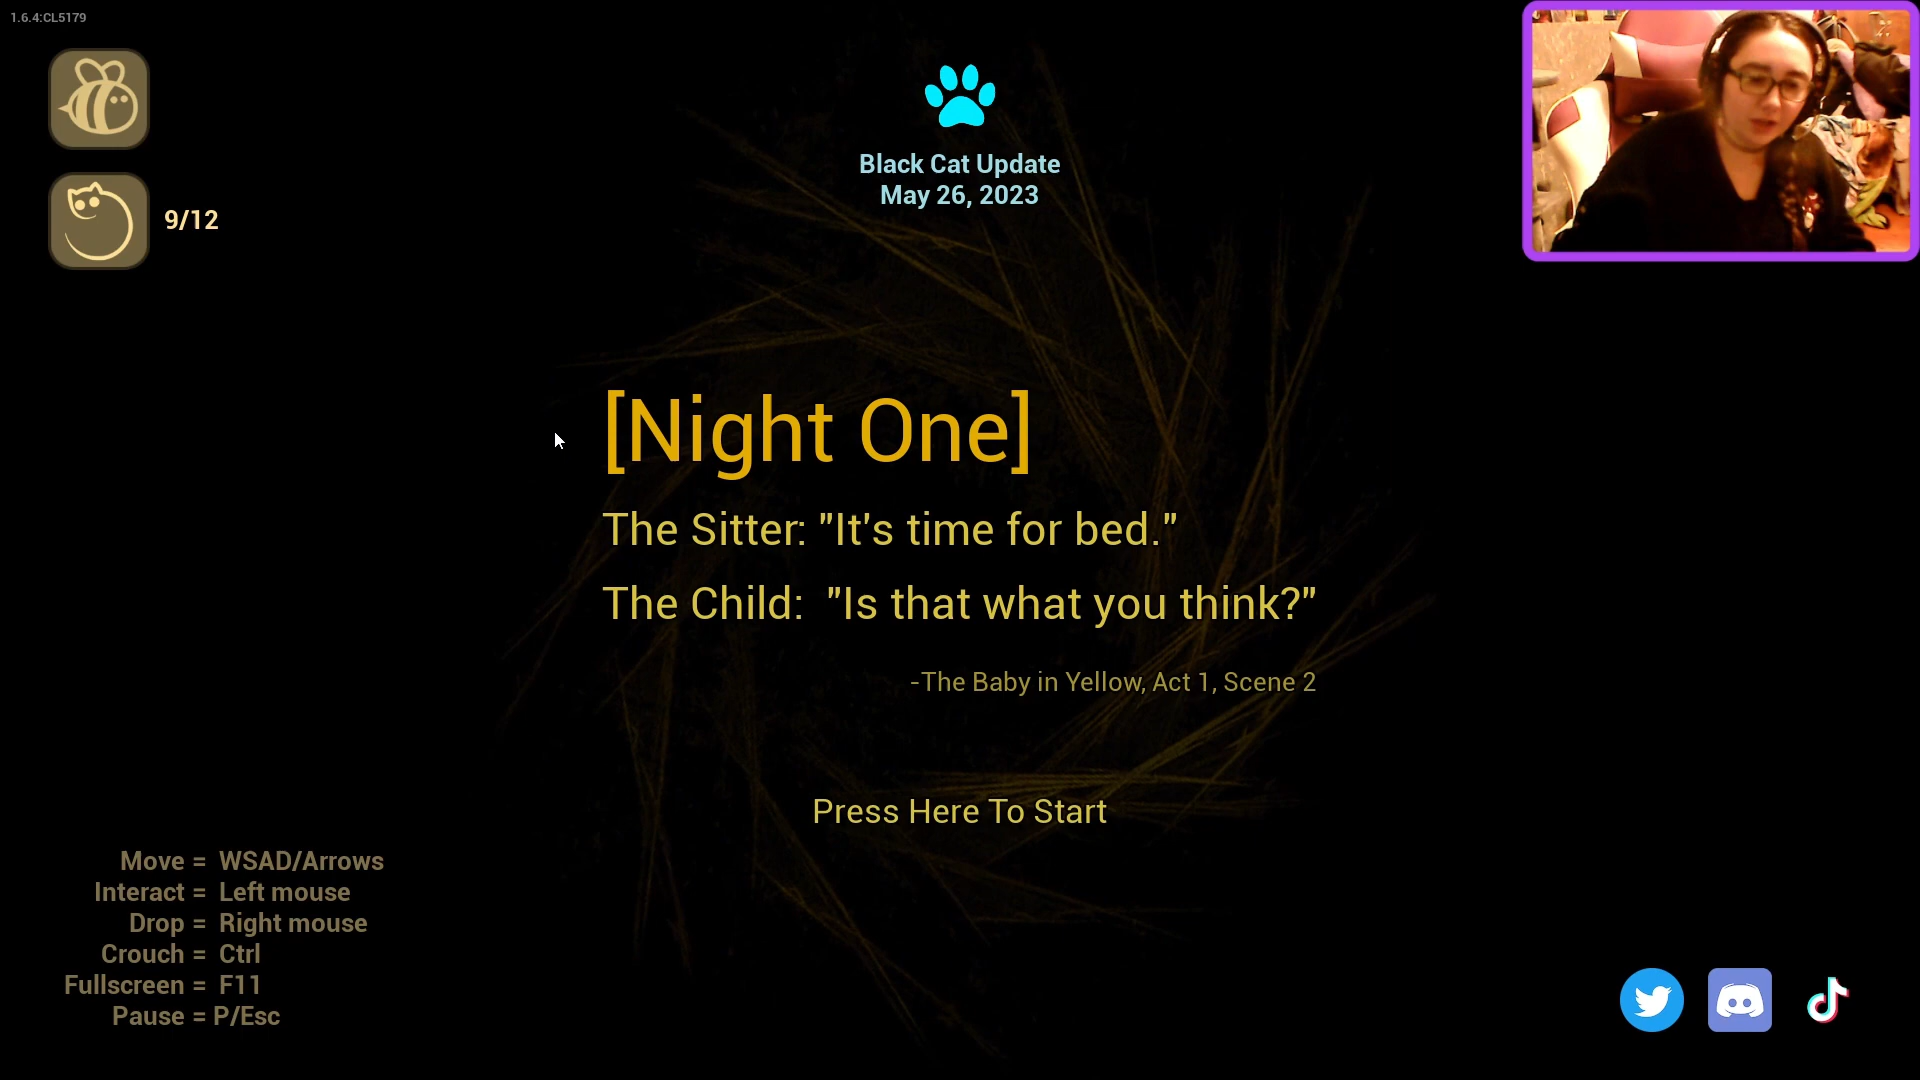 1.6.4:CL5179
Black Cat Update
May 26, 2023
9/12
[Night One]
The Sitter: "It's time for bed."
The Child:  "Is that what you think?"
-The Baby in Yellow, Act 1, Scene 2
Press Here To Start
Move = WSAD/Arrows
Interact = Left mouse
Drop = Right mouse
Crouch = Ctrl
Fullscreen = F11
Pause = P/Esc